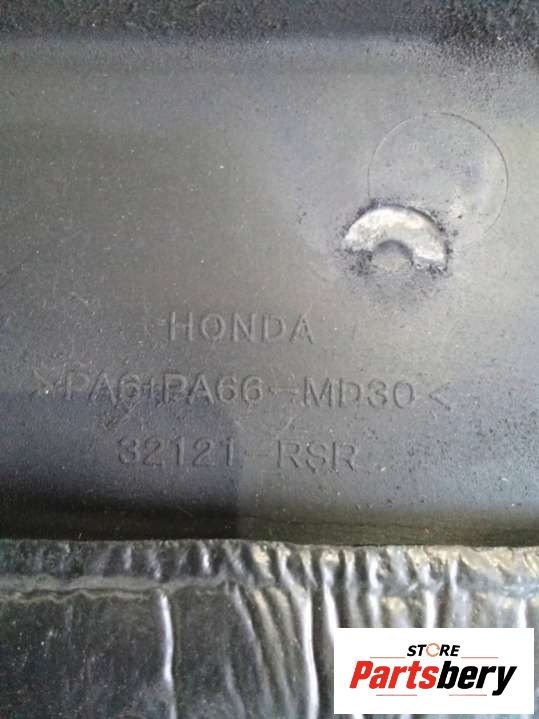 HONDA
>PA6+PA66-MD30<
32121-RSR
STORE
Partsbery